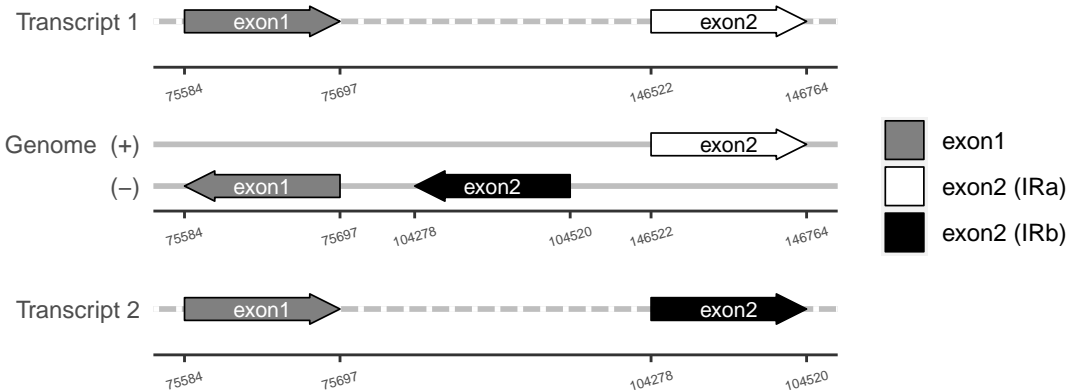 Transcript 1 exon1 exon2
75584 75697 146522 146764
Genome (+) exon2
(−) exon1 exon2
75584 75697 104278 104520 146522 146764
exon1
exon2 (IRa)
exon2 (IRb)
Transcript 2 exon1 exon2
75584 75697 104278 104520